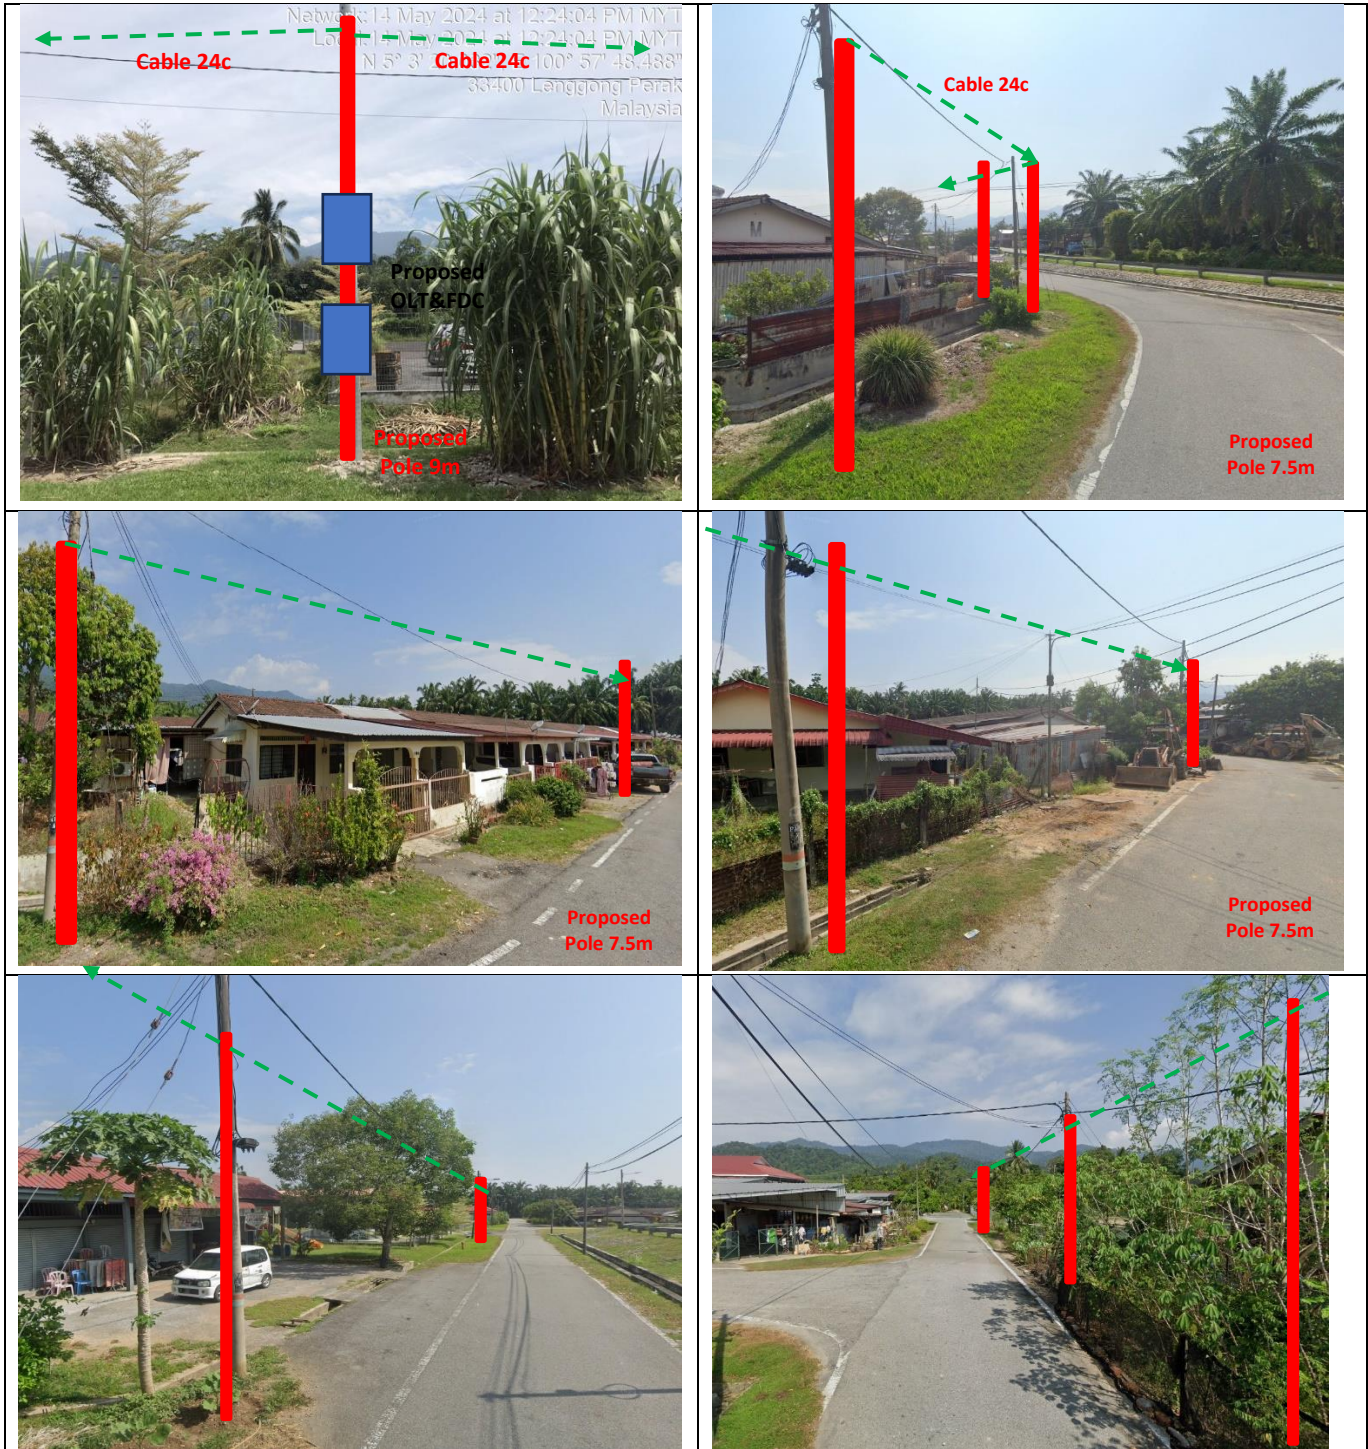 Network: 14 May 2024 at 12:24:04 PM MYT
Local: 14 May 2024 at 12:24:04 PM MYT
100° 57' 48.488"
33400 Lenggong Perak
Malaysia
Cable 24c
Cable 24c
Proposed
OLT&FDC
Proposed
Pole 9m
Cable 24c
M
Proposed
Pole 7.5m
Proposed
Pole 7.5m
Proposed
Pole 7.5m